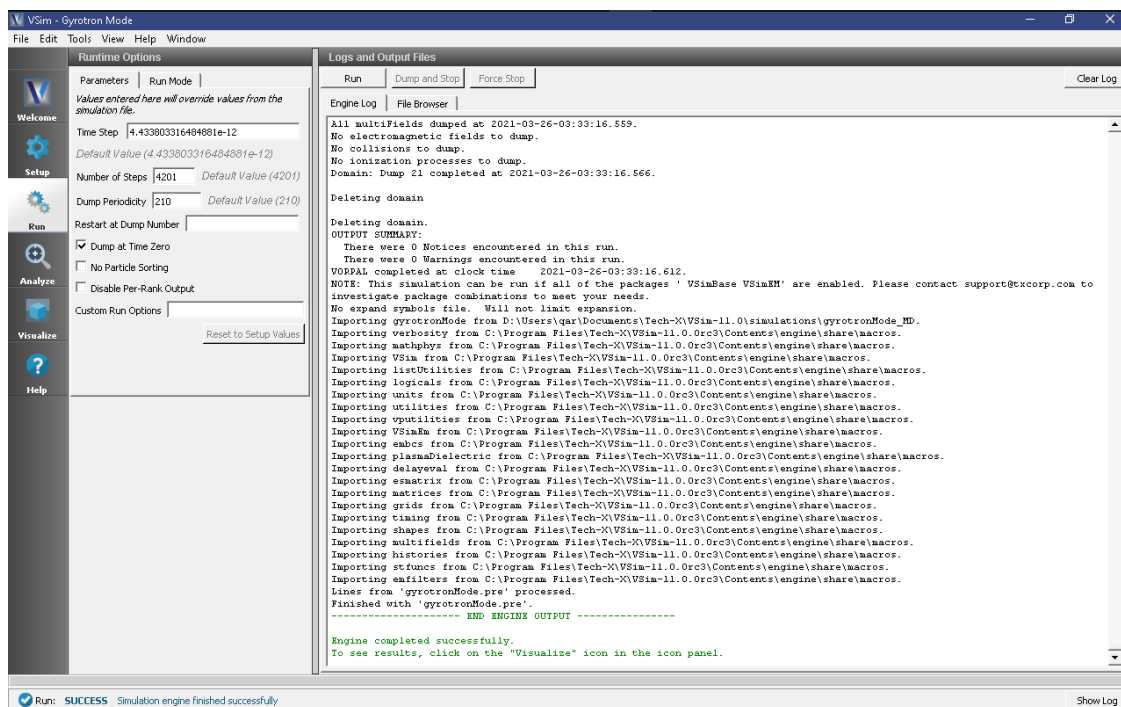 VSim - Gyrotron Mode
File Edit Tools View Help Window
Welcome
Setup
Run
Analyze
Visualize
Help
Runtime Options
Parameters Run Mode
Values entered here will override values from the
simulation file.
Time Step 4.433803316484881e-12
Default Value (4.433803316484881e-12)
Number of Steps 4201 Default Value (4201)
Dump Periodicity 210 Default Value (210)
Restart at Dump Number
Dump at Time Zero
No Particle Sorting
Disable Per-Rank Output
Custom Run Options
Reset to Setup Values
Logs and Output Files
Run Dump and Stop Force Stop Clear Log
Engine Log File Browser
All multiFields dumped at 2021-03-26-03:33:16.559.
No electromagnetic fields to dump.
No collisions to dump.
No ionization processes to dump.
Domain: Dump 21 completed at 2021-03-26-03:33:16.566.
Deleting domain
Deleting domain.
OUTPUT SUMMARY:
There were 0 Notices encountered in this run.
There were 0 Warnings encountered in this run.
VORPAL completed at clock time 2021-03-26-03:33:16.612.
NOTE: This simulation can be run if all of the packages ' VSimBase VSimEM' are enabled. Please contact support@txcorp.com to
investigate package combinations to meet your needs.
No expand symbols file. Will not limit expansion.
Importing gyrotronMode from D:\Users\qar\Documents\Tech-X\VSim-11.0\simulations\gyrotronMode_MD.
Importing verbosity from C:\Program Files\Tech-X\VSim-11.0.0rc3\Contents\engine\share\macros.
Importing mathphys from C:\Program Files\Tech-X\VSim-11.0.0rc3\Contents\engine\share\macros.
Importing VSim from C:\Program Files\Tech-X\VSim-11.0.0rc3\Contents\engine\share\macros.
Importing listUtilities from C:\Program Files\Tech-X\VSim-11.0.0rc3\Contents\engine\share\macros.
Importing logicals from C:\Program Files\Tech-X\VSim-11.0.0rc3\Contents\engine\share\macros.
Importing units from C:\Program Files\Tech-X\VSim-11.0.0rc3\Contents\engine\share\macros.
Importing utilities from C:\Program Files\Tech-X\VSim-11.0.0rc3\Contents\engine\share\macros.
Importing vputilities from C:\Program Files\Tech-X\VSim-11.0.0rc3\Contents\engine\share\macros.
Importing VSimEm from C:\Program Files\Tech-X\VSim-11.0.0rc3\Contents\engine\share\macros.
Importing embcs from C:\Program Files\Tech-X\VSim-11.0.0rc3\Contents\engine\share\macros.
Importing plasmaDielectric from C:\Program Files\Tech-X\VSim-11.0.0rc3\Contents\engine\share\macros.
Importing delayeval from C:\Program Files\Tech-X\VSim-11.0.0rc3\Contents\engine\share\macros.
Importing esmatrix from C:\Program Files\Tech-X\VSim-11.0.0rc3\Contents\engine\share\macros.
Importing matrices from C:\Program Files\Tech-X\VSim-11.0.0rc3\Contents\engine\share\macros.
Importing grids from C:\Program Files\Tech-X\VSim-11.0.0rc3\Contents\engine\share\macros.
Importing timing from C:\Program Files\Tech-X\VSim-11.0.0rc3\Contents\engine\share\macros.
Importing shapes from C:\Program Files\Tech-X\VSim-11.0.0rc3\Contents\engine\share\macros.
Importing multifields from C:\Program Files\Tech-X\VSim-11.0.0rc3\Contents\engine\share\macros.
Importing histories from C:\Program Files\Tech-X\VSim-11.0.0rc3\Contents\engine\share\macros.
Importing stfuncs from C:\Program Files\Tech-X\VSim-11.0.0rc3\Contents\engine\share\macros.
Importing emfilters from C:\Program Files\Tech-X\VSim-11.0.0rc3\Contents\engine\share\macros.
Lines from 'gyrotronMode.pre' processed.
Finished with 'gyrotronMode.pre'.
--------------------- END ENGINE OUTPUT ----------------
Engine completed successfully.
To see results, click on the "Visualize" icon in the icon panel.
Run: SUCCESS Simulation engine finished successfully Show Log